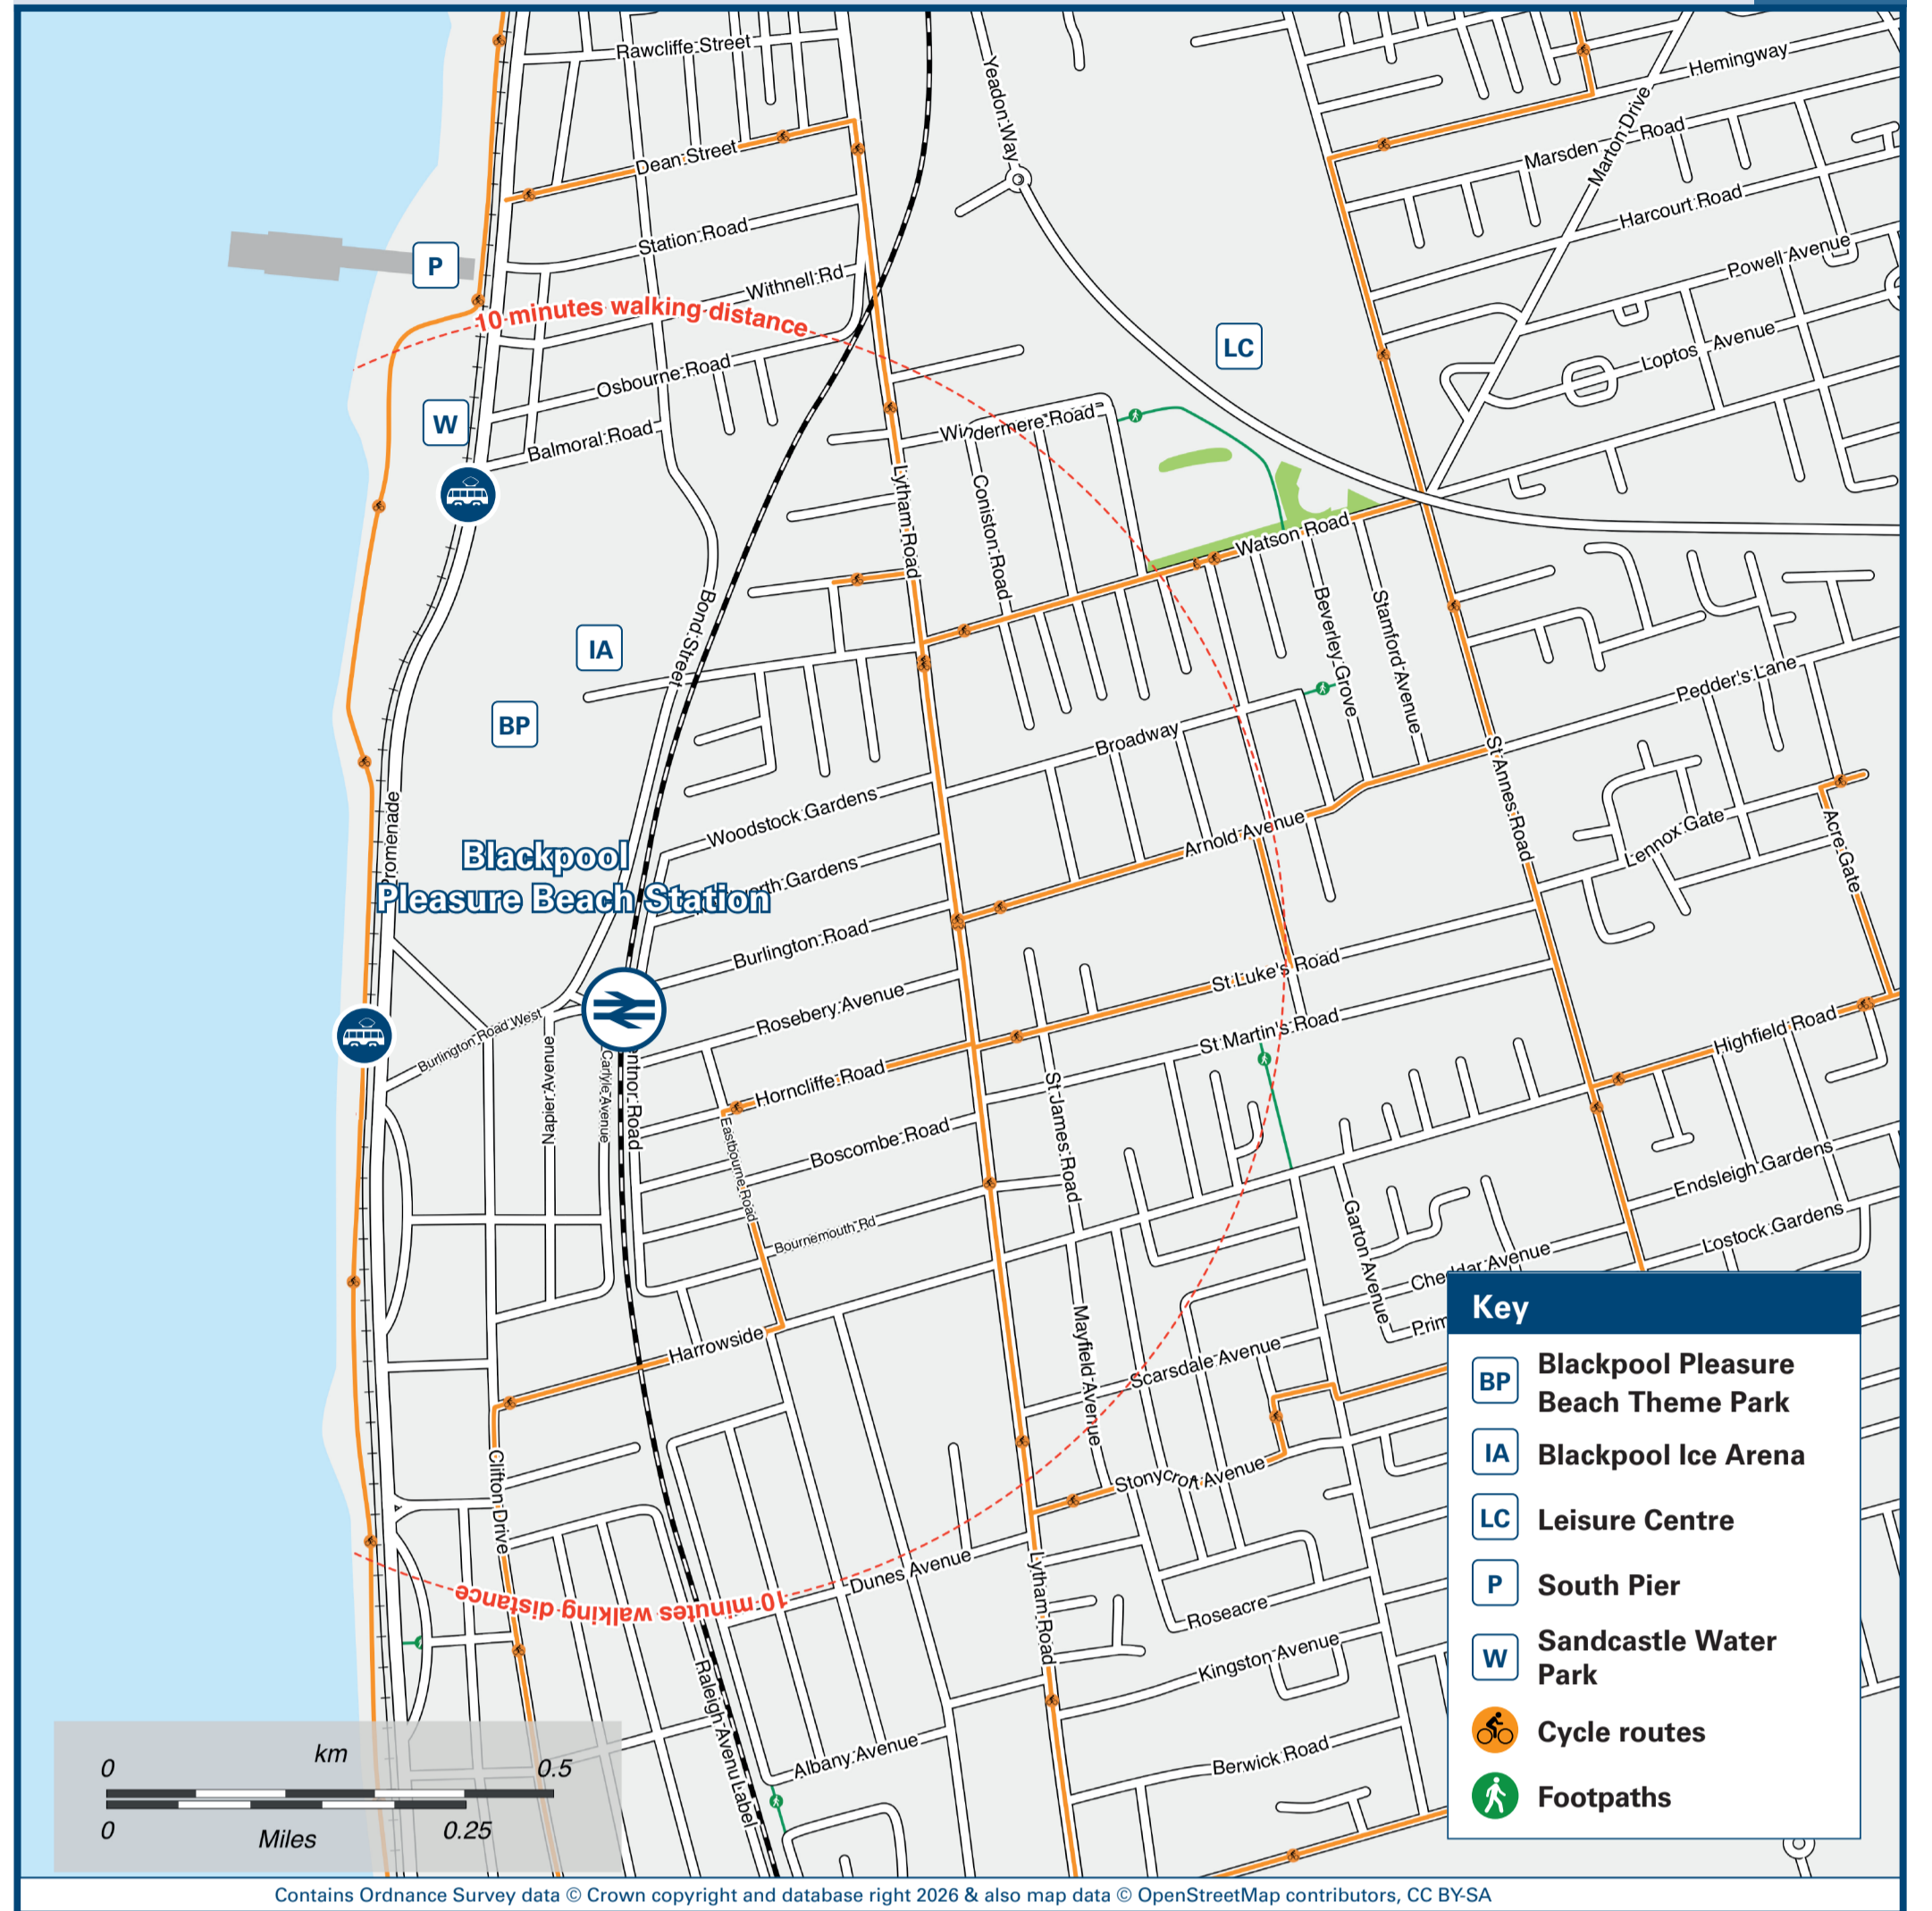 Rawcliffe Street
Yeadon Way
Hemingway
Marton Drive
Marsden Road
Dean Street
Harcourt Road
Station Road
Powell Avenue
P
Withnell Rd
10 minutes walking distance
LC
Loptos Avenue
Osbourne Road
W
Windermere Road
Balmoral Road
Lytham Road
Coniston Road
Watson Road
Bond Street
Beverley Grove
Stamford Avenue
IA
Pedder's Lane
BP
Broadway
St Annes Road
Promenade
Woodstock Gardens
Arnold Avenue
Lennox Gate
Acre Gate
Blackpool
Pleasure Beach Station
orth Gardens
Burlington Road
St Luke's Road
Rosebery Avenue
St Martin's Road
Highfield Road
Burlington Road West
Napier Avenue
Carlyle Avenue
ntnor Road
Horncliffe Road
St James Road
Eastbourne Road
Boscombe Road
Endsleigh Gardens
Bournemouth Rd
Garton Avenue
Lostock Gardens
Cheddar Avenue
Prim
Harrowside
Mayfield Avenue
Scarsdale Avenue
Clifton Drive
Stonycroft Avenue
Dunes Avenue
10 minutes walking distance
Lytham Road
Roseacre
Kingston Avenue
Raleigh Avenu Label
Albany Avenue
Berwick Road
Key
BP Blackpool Pleasure
Beach Theme Park
IA Blackpool Ice Arena
LC Leisure Centre
P South Pier
W Sandcastle Water
Park
Cycle routes
Footpaths
0 km 0.5
0 Miles 0.25
Contains Ordnance Survey data © Crown copyright and database right 2026 & also map data © OpenStreetMap contributors, CC BY-SA